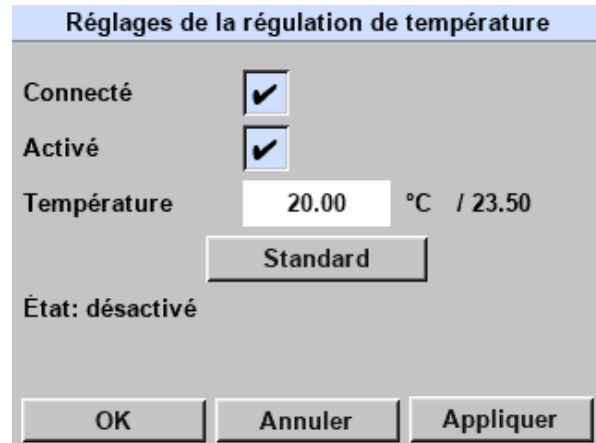 Réglages de la régulation de température
Connecté
Activé
Température 20.00 °C / 23.50
Standard
État: désactivé
OK Annuler Appliquer